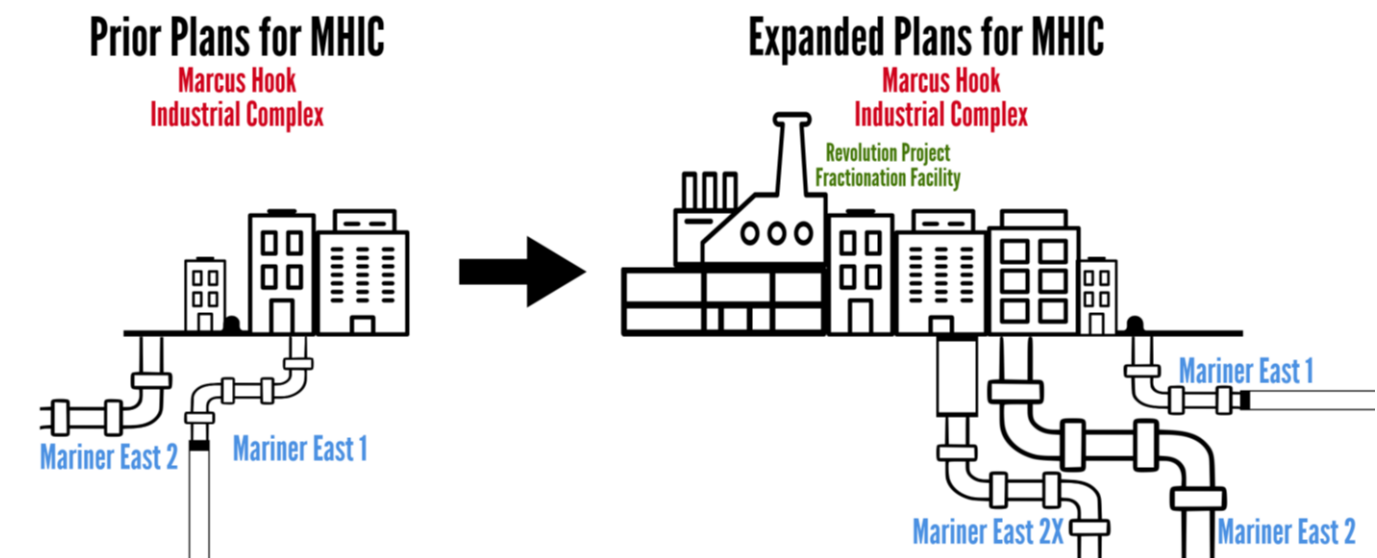 Prior Plans for MHIC
Marcus Hook
Industrial Complex
Mariner East 2
Mariner East 1
Expanded Plans for MHIC
Marcus Hook
Industrial Complex
Revolution Project
Fractionation Facility
Mariner East 1
Mariner East 2X
Mariner East 2